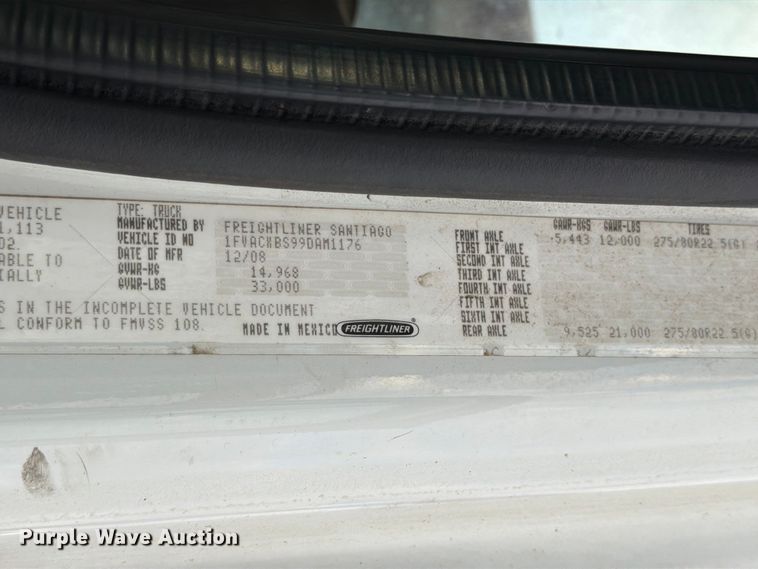 VEHICLE
1,113
02.
ABLE TO
IALLY
S IN THE INCOMPLETE VEHICLE DOCUMENT
L CONFORM TO FMVSS 108.
TYPE: TRUCK
MANUFACTURED BY FREIGHTLINER SANTIAGO
VEHICLE ID NO 1FVACXBS99DAM1176
DATE OF MFR 12/08
GVWR-KG 14,968
GVWR-LBS 33,000
MADE IN MEXICO FREIGHTLINER
GAWR-KGS GAWR-LBS TIRES
FRONT AXLE 5,443 12,000 275/80R22.5(G)
FIRST INT AXLE
SECOND INT AXLE
THIRD INT AXLE
FOURTH INT AXLE
FIFTH INT AXLE
SIXTH INT AXLE
REAR AXLE 9,525 21,000 275/80R22.5(G)
Purple Wave Auction